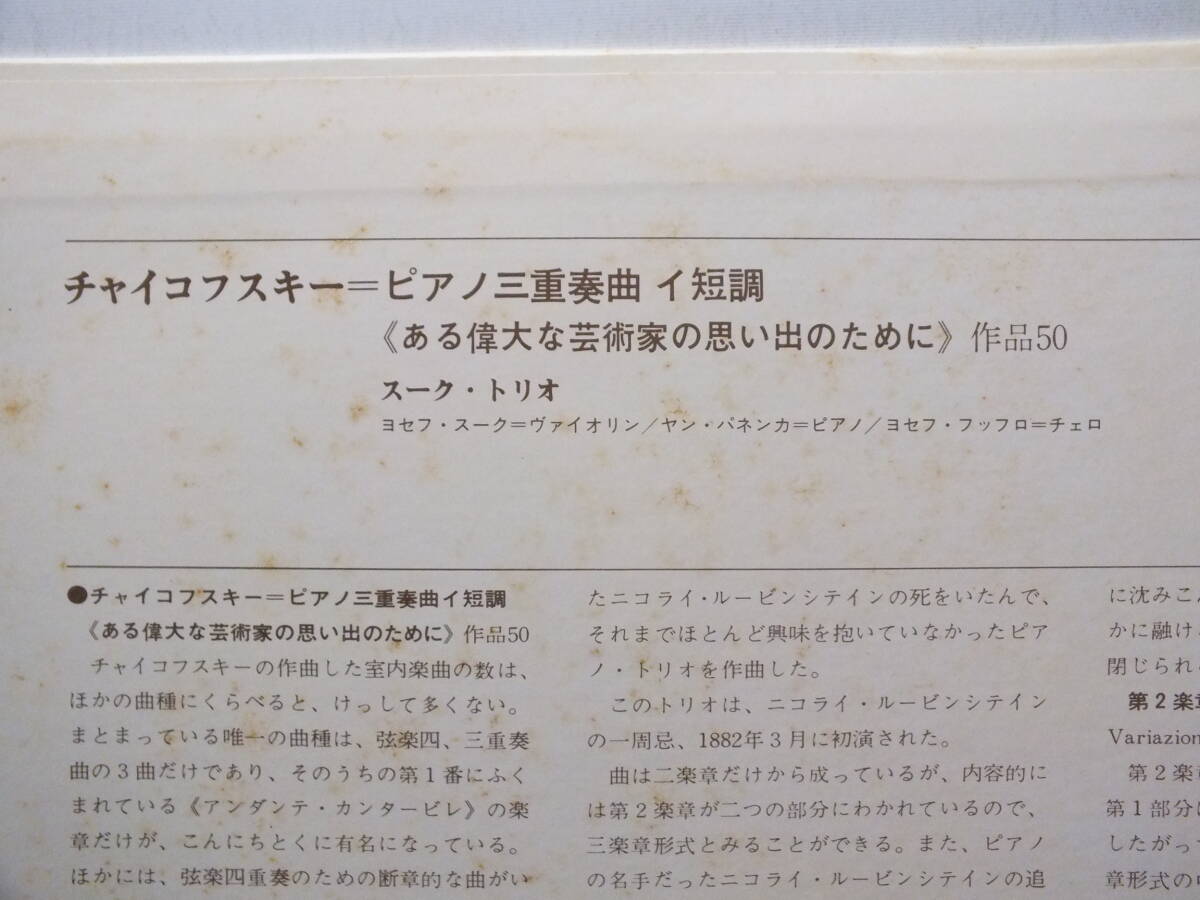 チャイコフスキー=ピアノ三重奏曲 イ短調
《ある偉大な芸術家の思い出のために》作品50
スーク・トリオ
ヨセフ・スーク=ヴァイオリン/ヤン・パネンカ=ピアノ/ヨセフ・フッフロ=チェロ
●チャイコフスキー=ピアノ三重奏曲イ短調
《ある偉大な芸術家の思い出のために》作品50
チャイコフスキーの作曲した室内楽曲の数は、
ほかの曲種にくらべると、けっして多くない。
まとまっている唯一の曲種は、弦楽四、三重奏
曲の3曲だけであり、そのうちの第1番にふく
まれている《アンダンテ・カンタービレ》の楽
章だけが、こんにちとくに有名になっている。
ほかには、弦楽四重奏のための断章的な曲がい
たニコライ・ルービンシテインの死をいたんで、
それまでほとんど興味を抱いていなかったピア
ノ・トリオを作曲した。
このトリオは、ニコライ・ルービンシテイン
の一周忌、1882年3月に初演された。
曲は二楽章だけから成っているが、内容的に
は第2楽章が二つの部分にわかれているので、
三楽章形式とみることができる。また、ピアノ
の名手だったニコライ・ルービンシテインの追
に沈みこ
かに融け
閉じられ
第2楽章
Variazion
第2楽章
第1部分に
したがって
章形式の